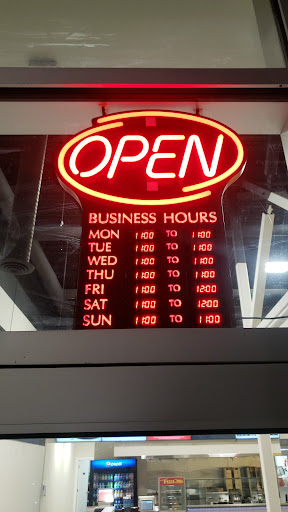 OPEN
BUSINESS HOURS
MON 11:00 TO 11:00
TUE 11:00 TO 11:00
WED 11:00 TO 11:00
THU 11:00 TO 11:00
FRI 11:00 TO 12:00
SAT 11:00 TO 12:00
SUN 11:00 TO 11:00
pepsi